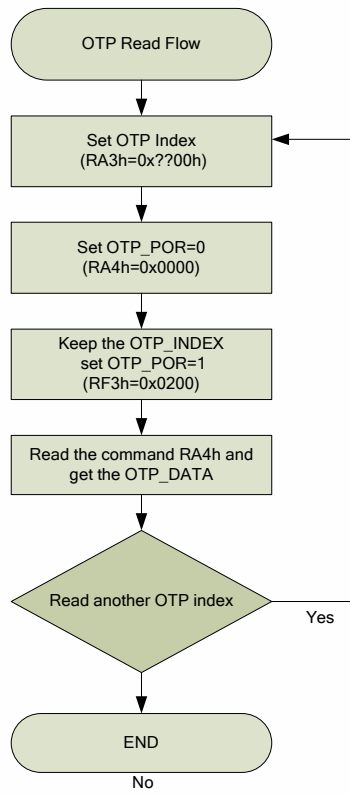 OTP Read Flow
Set OTP Index
(RA3h=0x??00h)
Set OTP_POR=0
(RA4h=0x0000)
Keep the OTP_INDEX
set OTP_POR=1
(RF3h=0x0200)
Read the command RA4h and
get the OTP_DATA
Read another OTP index
Yes
END
No